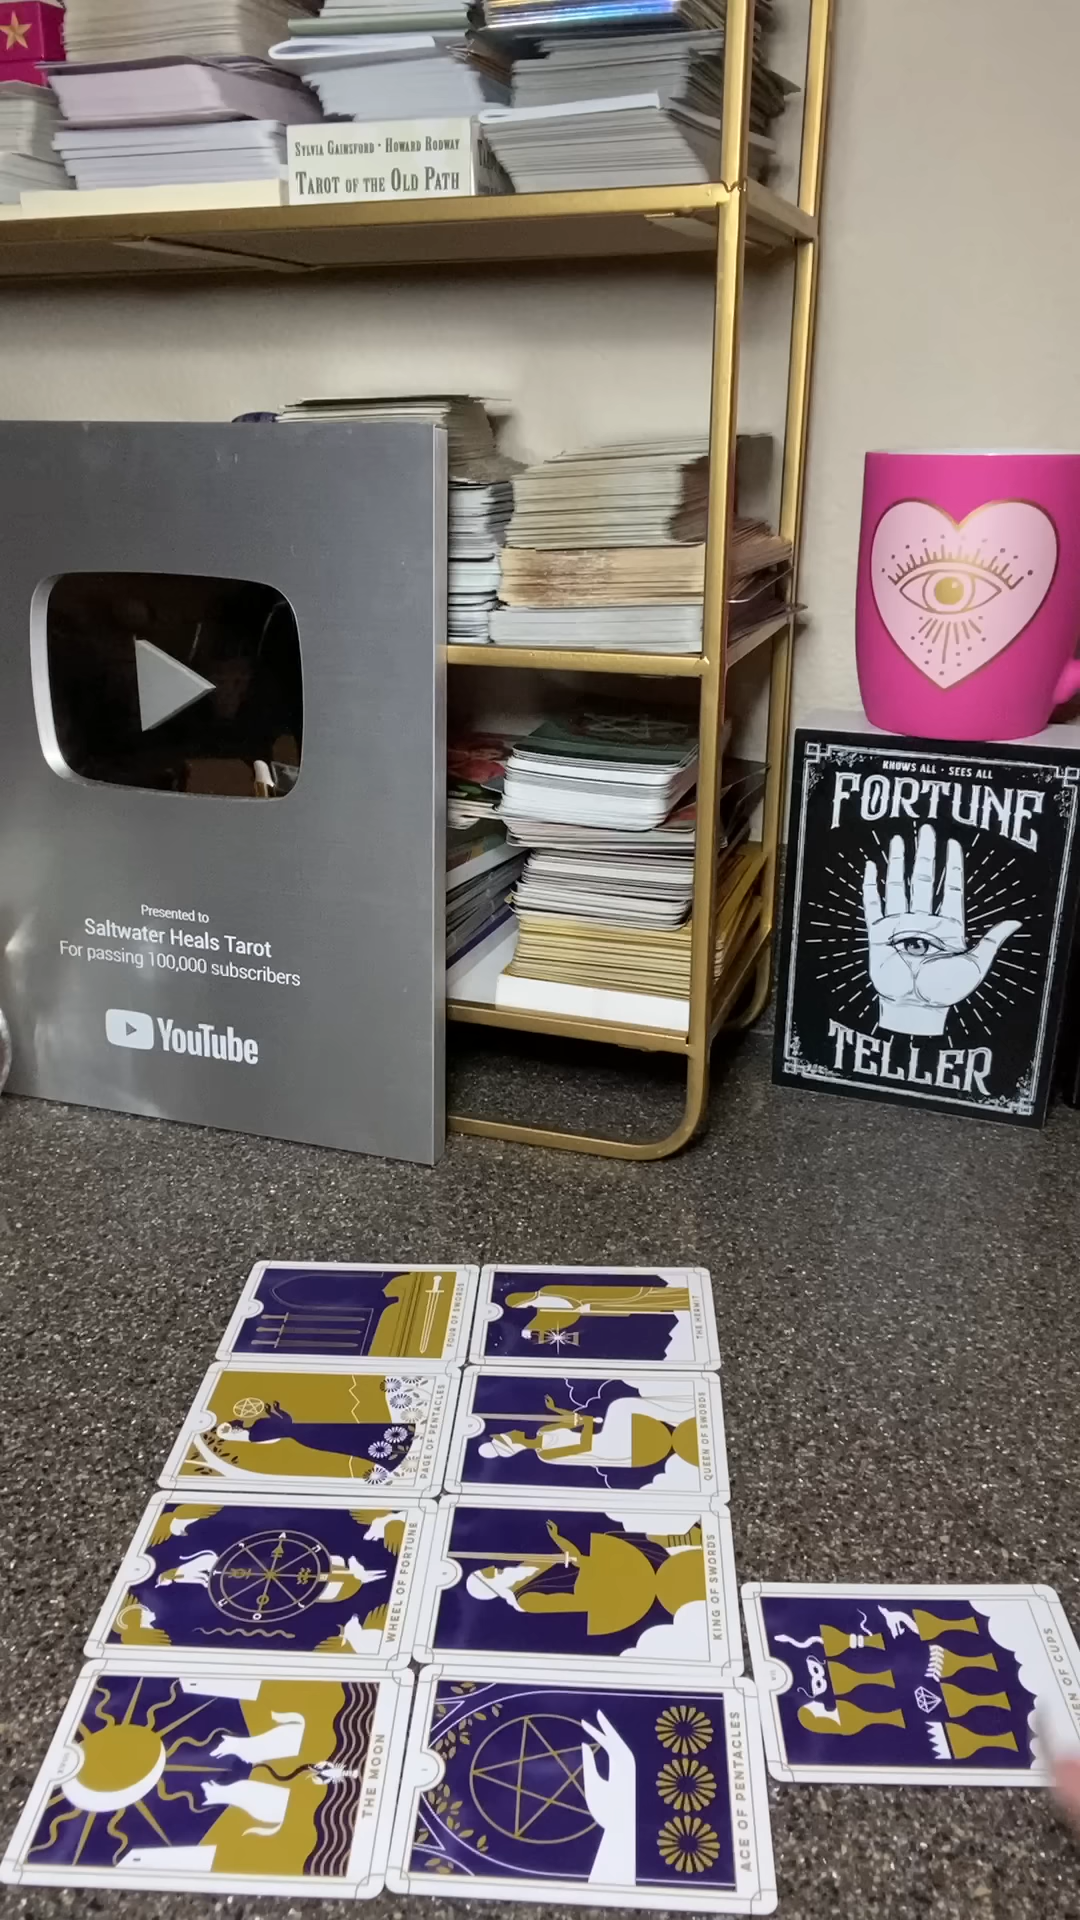 SYLVIA GAINSFORD · HOWARD RODWAY
TAROT OF THE OLD PATH
Presented to
Saltwater Heals Tarot
For passing 100,000 subscribers
YouTube
KNOWS ALL · SEES ALL
FORTUNE
TELLER
FOUR OF SWORDS
THE HERMIT
PAGE OF PENTACLES
QUEEN OF SWORDS
WHEEL OF FORTUNE
KING OF SWORDS
OF CUPS
THE MOON
ACE OF PENTACLES